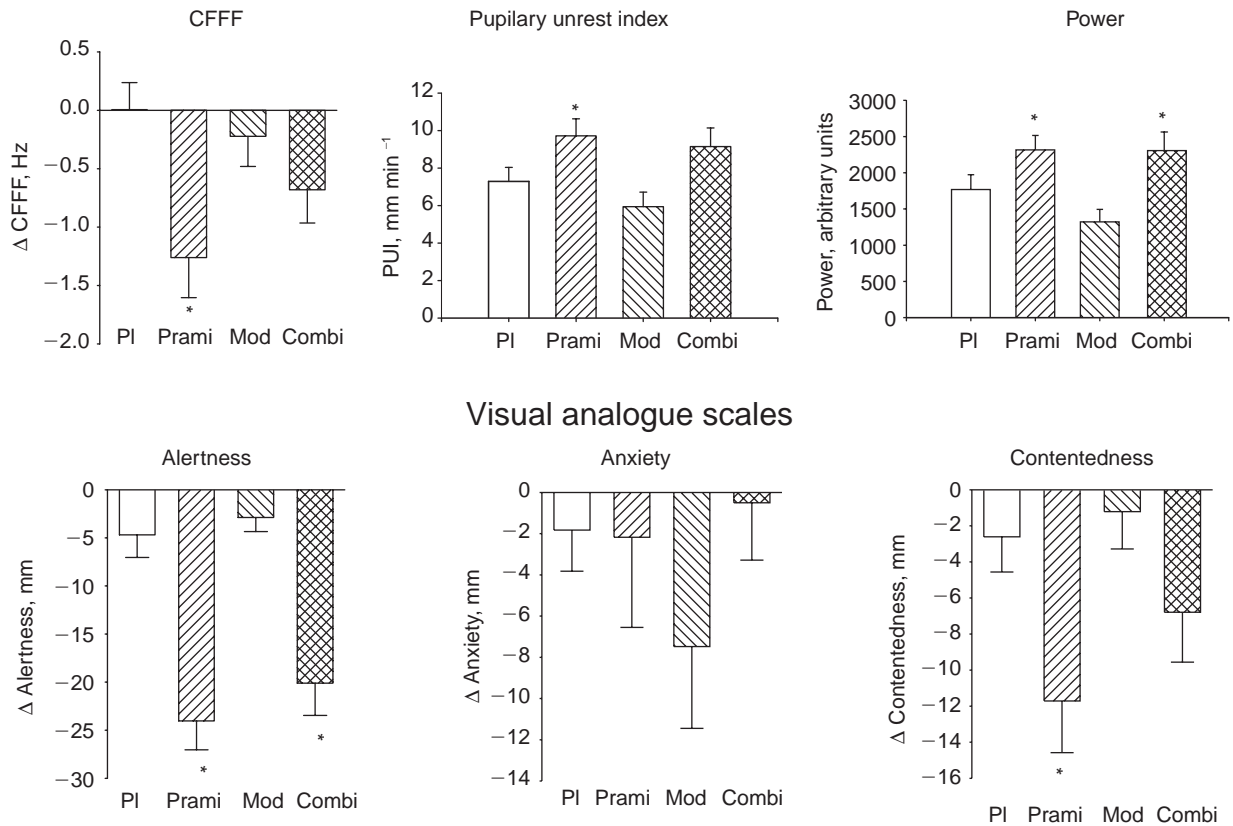 CFFF
Δ CFFF, Hz
0.5
0.0
−0.5
−1.0
−1.5
−2.0
*
Pl Prami Mod Combi
Pupilary unrest index
PUI, mm min −1
12
10
8
6
4
2
0
*
Pl Prami Mod Combi
Power
Power, arbitrary units
3000
2500
2000
1500
1000
500
0
* *
Pl Prami Mod Combi
Visual analogue scales
Alertness
Δ Alertness, mm
0
−5
−10
−15
−20
−25
−30
* *
Pl Prami Mod Combi
Anxiety
Δ Anxiety, mm
0
−2
−4
−6
−8
−10
−12
−14
Pl Prami Mod Combi
Contentedness
Δ Contentedness, mm
0
−2
−4
−6
−8
−10
−12
−14
−16
*
Pl Prami Mod Combi